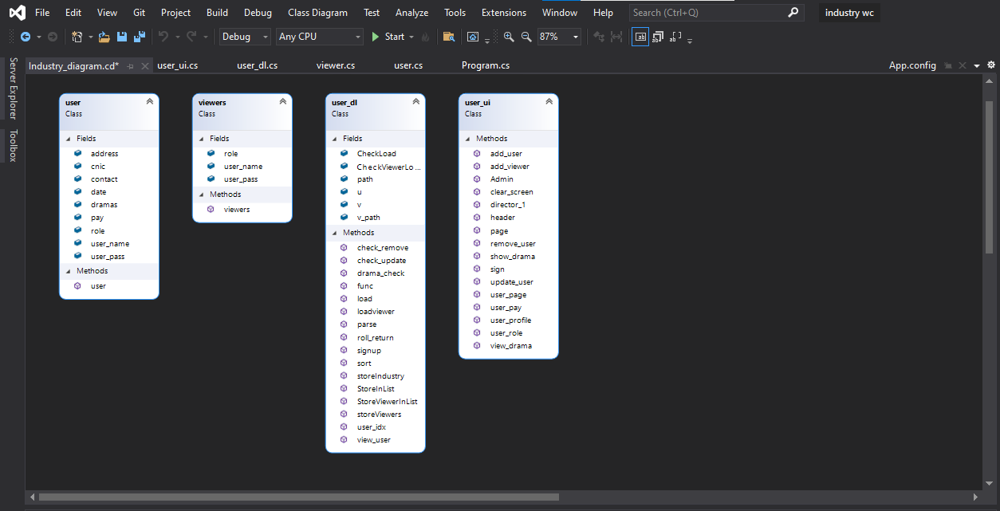 File Edit View Git Project Build Debug Class Diagram Test Analyze Tools Extensions Window Help Search (Ctrl+Q) industry wc
Debug Any CPU Start 87%
Industry_diagram.cd* user_ui.cs user_dl.cs viewer.cs user.cs Program.cs App.config
Server Explorer
Toolbox
user
Class
Fields
address
cnic
contact
date
dramas
pay
role
user_name
user_pass
Methods
user
viewers
Class
Fields
role
user_name
user_pass
Methods
viewers
user_dl
Class
Fields
CheckLoad
CheckViewerLo ...
path
u
v
v_path
Methods
check_remove
check_update
drama_check
func
load
loadviewer
parse
roll_return
signup
sort
storeIndustry
StoreInList
StoreViewerInList
storeViewers
user_idx
view_user
user_ui
Class
Methods
add_user
add_viewer
Admin
clear_screen
director_1
header
page
remove_user
show_drama
sign
update_user
user_page
user_pay
user_profile
user_role
view_drama